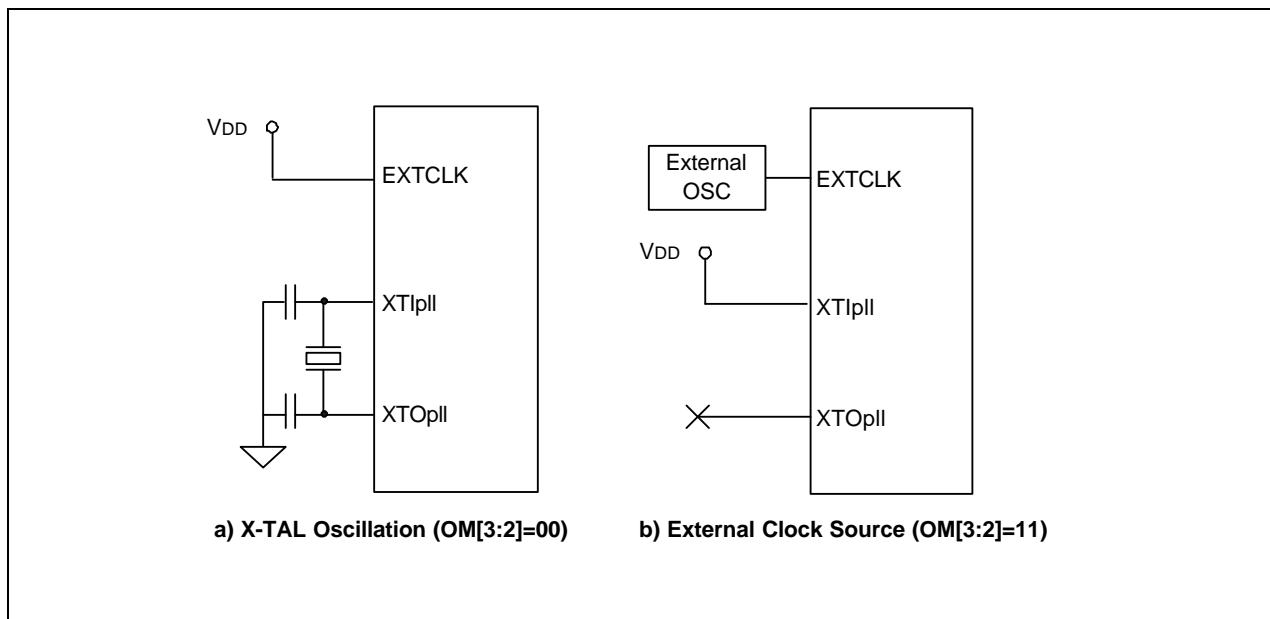 VDD
EXTCLK
XTIpll
XTOpll
a) X-TAL Oscillation (OM[3:2]=00)
External
OSC
EXTCLK
VDD
XTIpll
XTOpll
b) External Clock Source (OM[3:2]=11)